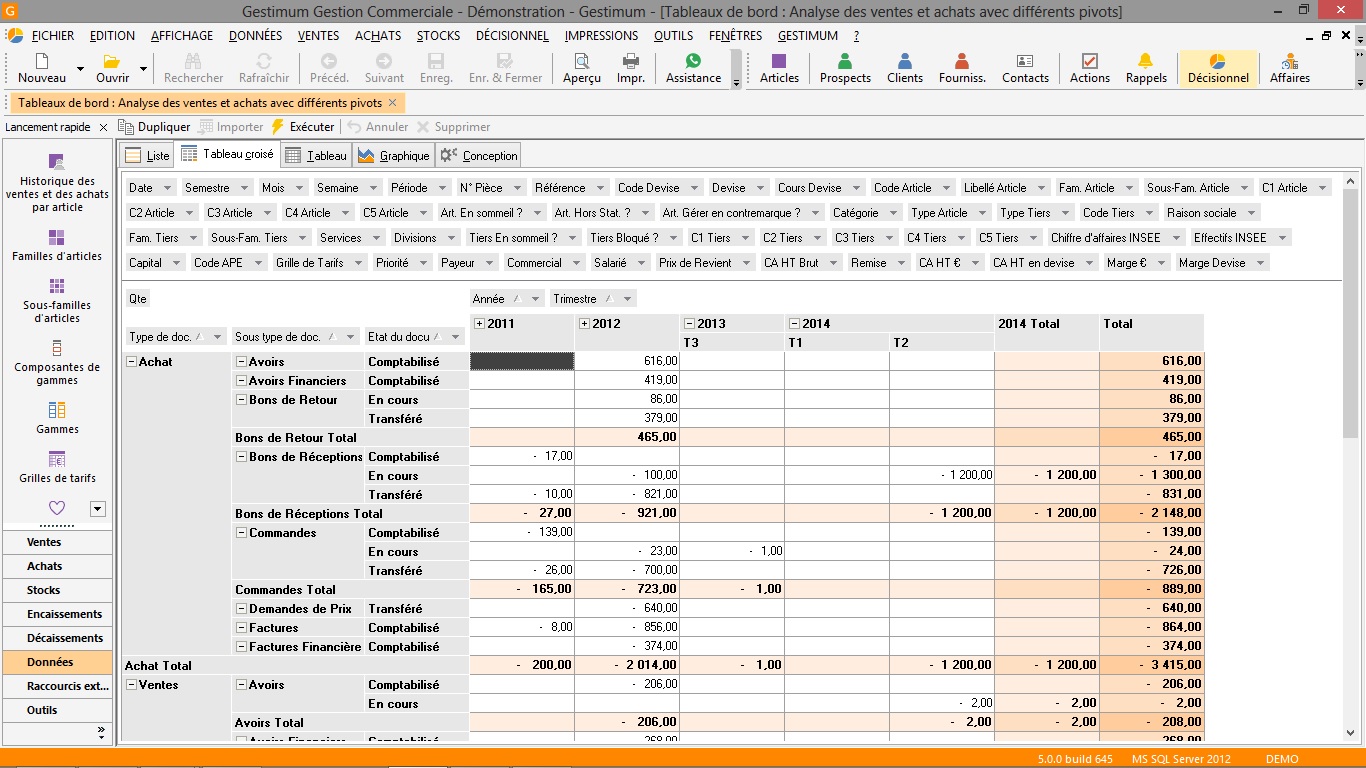 Gestimum Gestion Commerciale - Démonstration - Gestimum - [Tableaux de bord : Analyse des ventes et achats avec différents pivots]
FICHIER EDITION AFFICHAGE DONNÉES VENTES ACHATS STOCKS DÉCISIONNEL IMPRESSIONS OUTILS FENÊTRES GESTIMUM ?
Nouveau Ouvrir Rechercher Rafraîchir Précéd. Suivant Enreg. Enr. & Fermer Aperçu Impr. Assistance Articles Prospects Clients Fourniss. Contacts Actions Rappels Décisionnel Affaires
Tableaux de bord : Analyse des ventes et achats avec différents pivots
Lancement rapide Dupliquer Importer Exécuter Annuler Supprimer
Liste Tableau croisé Tableau Graphique Conception
Historique des
ventes et des achats
par article
Familles d'articles
Sous-familles
d'articles
Composantes de
gammes
Gammes
Grilles de tarifs
Ventes
Achats
Stocks
Encaissements
Décaissements
Données
Raccourcis ext...
Outils
Date Semestre Mois Semaine Période N° Pièce Référence Code Devise Devise Cours Devise Code Article Libellé Article Fam. Article Sous-Fam. Article C1 Article
C2 Article C3 Article C4 Article C5 Article Art. En sommeil ? Art. Hors Stat. ? Art. Gérer en contremarque ? Catégorie Type Article Type Tiers Code Tiers Raison sociale
Fam. Tiers Sous-Fam. Tiers Services Divisions Tiers En sommeil ? Tiers Bloqué ? C1 Tiers C2 Tiers C3 Tiers C4 Tiers C5 Tiers Chiffre d'affaires INSEE Effectifs INSEE
Capital Code APE Grille de Tarifs Priorité Payeur Commercial Salarié Prix de Revient CA HT Brut Remise CA HT € CA HT en devise Marge € Marge Devise
Qte Année Trimestre
2011 2012 2013 2014 2014 Total Total
Type de doc. Sous type de doc. Etat du docu T3 T1 T2
Achat Avoirs Comptabilisé 616,00 616,00
Avoirs Financiers Comptabilisé 419,00 419,00
Bons de Retour En cours 86,00 86,00
Transféré 379,00 379,00
Bons de Retour Total 465,00 465,00
Bons de Réceptions Comptabilisé - 17,00 - 17,00
En cours - 100,00 - 1 200,00 - 1 200,00 - 1 300,00
Transféré - 10,00 - 821,00 - 831,00
Bons de Réceptions Total - 27,00 - 921,00 - 1 200,00 - 1 200,00 - 2 148,00
Commandes Comptabilisé - 139,00 - 139,00
En cours - 23,00 - 1,00 - 24,00
Transféré - 26,00 - 700,00 - 726,00
Commandes Total - 165,00 - 723,00 - 1,00 - 889,00
Demandes de Prix Transféré - 640,00 - 640,00
Factures Comptabilisé - 8,00 - 856,00 - 864,00
Factures Financière Comptabilisé - 374,00 - 374,00
Achat Total - 200,00 - 2 014,00 - 1,00 - 1 200,00 - 1 200,00 - 3 415,00
Ventes Avoirs Comptabilisé - 206,00 - 206,00
En cours - 2,00 - 2,00 - 2,00
Avoirs Total - 206,00 - 2,00 - 2,00 - 208,00
5.0.0 build 645 MS SQL Server 2012 DEMO